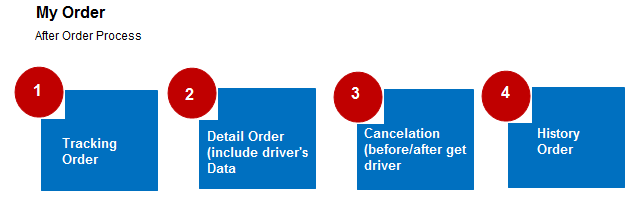 My Order
After Order Process
1
Tracking
Order
2
Detail Order
(include driver's
Data
3
Cancelation
(before/after get
driver
4
History
Order